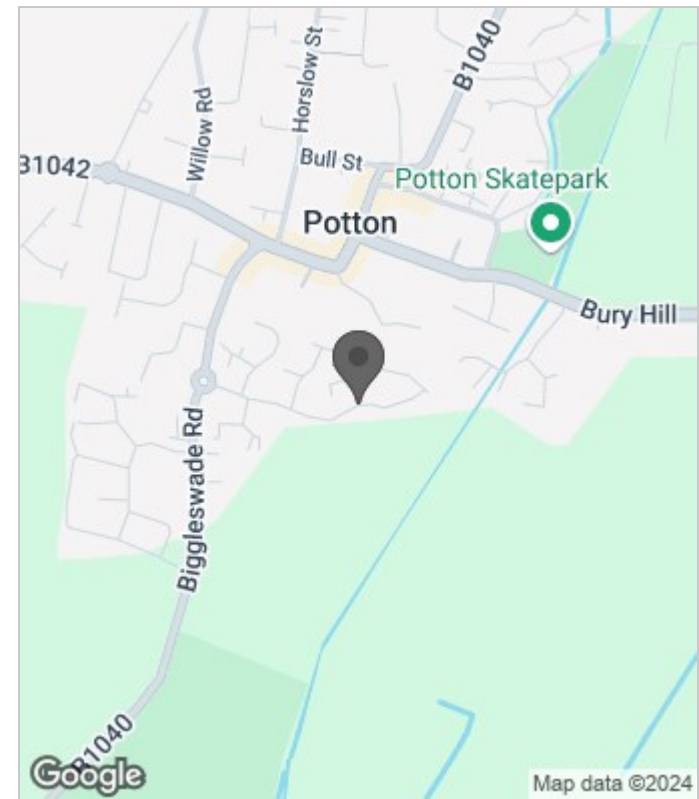 Horslow St
B1040
Willow Rd
Bull St
B1042
Potton Skatepark
Potton
Bury Hill
Biggleswade Rd
B1040
Google
Map data ©2024